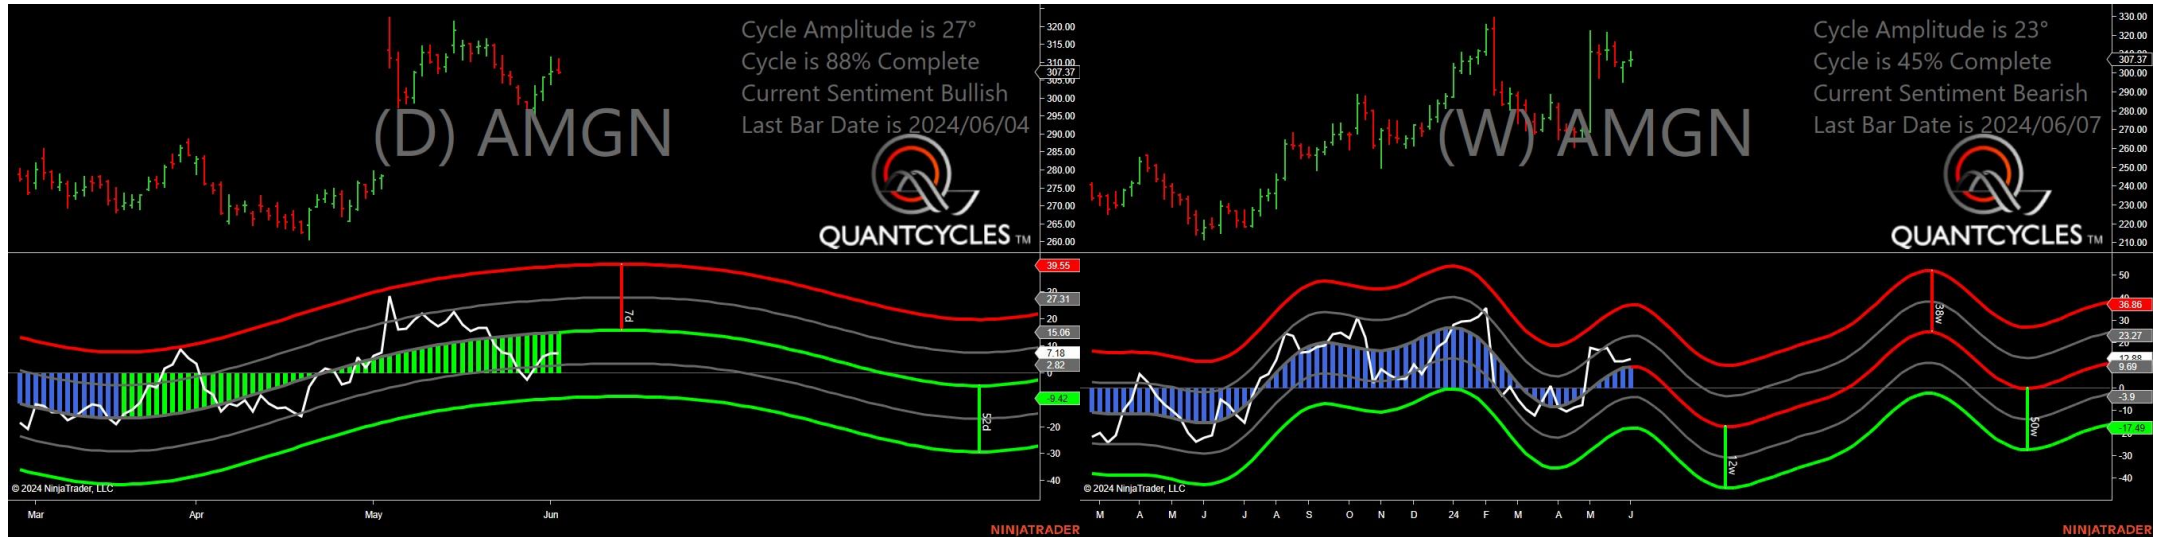 Cycle Amplitude is 27°
Cycle is 88% Complete
Current Sentiment Bullish
Last Bar Date is 2024/06/04
(D) AMGN
QUANTCYCLES TM
320.00
315.00
310.00
307.37
305.00
300.00
295.00
290.00
285.00
280.00
275.00
270.00
265.00
260.00
39.55
27.31
20
15.06
7.18
2.82
0
-9.42
-20
-30
-40
7d
52d
© 2024 NinjaTrader, LLC
Mar Apr May Jun
NINJATRADER
Cycle Amplitude is 23°
Cycle is 45% Complete
Current Sentiment Bearish
Last Bar Date is 2024/06/07
(W) AMGN
QUANTCYCLES TM
330.00
320.00
307.37
300.00
290.00
280.00
270.00
260.00
250.00
240.00
230.00
220.00
210.00
50
36.86
30
23.27
12.88
9.69
0
-3.9
-10
-17.49
-30
-40
38w
12w
50w
© 2024 NinjaTrader, LLC
M A M J J A S O N D 24 F M A M J
NINJATRADER